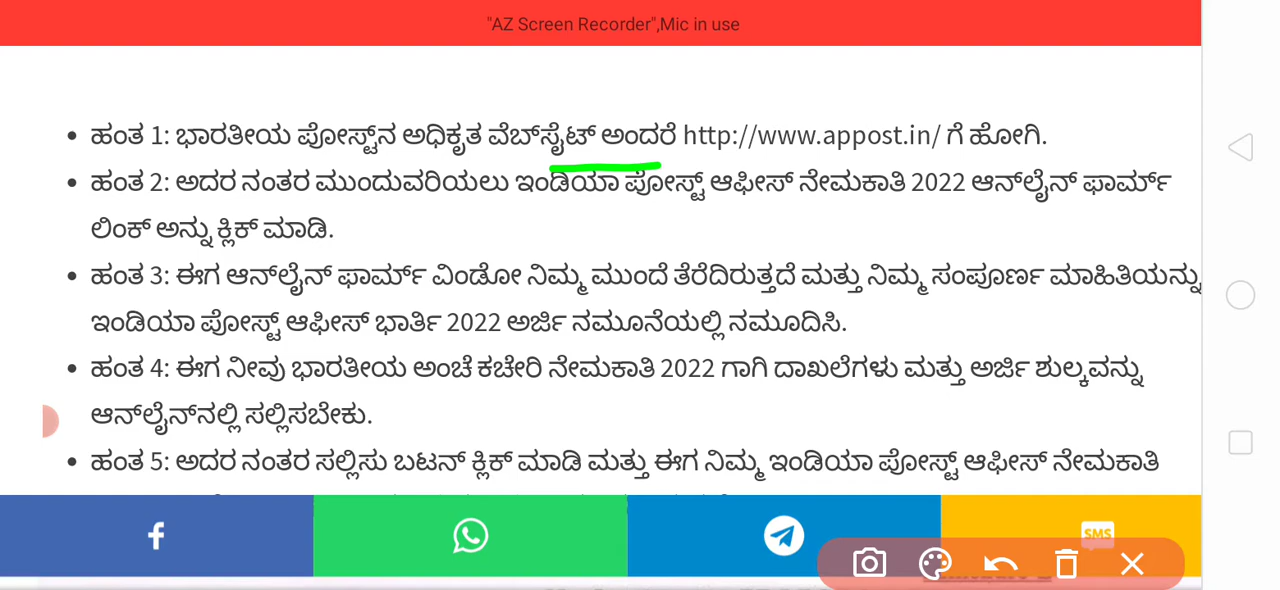 "AZ Screen Recorder",Mic in use
• ಹಂತ 1: ಭಾರತೀಯ ಪೋಸ್ಟ್‌ನ ಅಧಿಕೃತ ವೆಬ್‌ಸೈಟ್ ಅಂದರೆ http://www.appost.in/ ಗೆ ಹೋಗಿ.
• ಹಂತ 2: ಅದರ ನಂತರ ಮುಂದುವರಿಯಲು ಇಂಡಿಯಾ ಪೋಸ್ಟ್ ಆಫೀಸ್ ನೇಮಕಾತಿ 2022 ಆನ್‌ಲೈನ್ ಫಾರ್ಮ್
ಲಿಂಕ್ ಅನ್ನು ಕ್ಲಿಕ್ ಮಾಡಿ.
• ಹಂತ 3: ಈಗ ಆನ್‌ಲೈನ್ ಫಾರ್ಮ್ ವಿಂಡೋ ನಿಮ್ಮ ಮುಂದೆ ತೆರೆದಿರುತ್ತದೆ ಮತ್ತು ನಿಮ್ಮ ಸಂಪೂರ್ಣ ಮಾಹಿತಿಯನ್ನು
ಇಂಡಿಯಾ ಪೋಸ್ಟ್ ಆಫೀಸ್ ಭಾರ್ತಿ 2022 ಅರ್ಜಿ ನಮೂನೆಯಲ್ಲಿ ನಮೂದಿಸಿ.
• ಹಂತ 4: ಈಗ ನೀವು ಭಾರತೀಯ ಅಂಚೆ ಕಚೇರಿ ನೇಮಕಾತಿ 2022 ಗಾಗಿ ದಾಖಲೆಗಳು ಮತ್ತು ಅರ್ಜಿ ಶುಲ್ಕವನ್ನು
ಆನ್‌ಲೈನ್‌ನಲ್ಲಿ ಸಲ್ಲಿಸಬೇಕು.
• ಹಂತ 5: ಅದರ ನಂತರ ಸಲ್ಲಿಸು ಬಟನ್ ಕ್ಲಿಕ್ ಮಾಡಿ ಮತ್ತು ಈಗ ನಿಮ್ಮ ಇಂಡಿಯಾ ಪೋಸ್ಟ್ ಆಫೀಸ್ ನೇಮಕಾತಿ
SMS